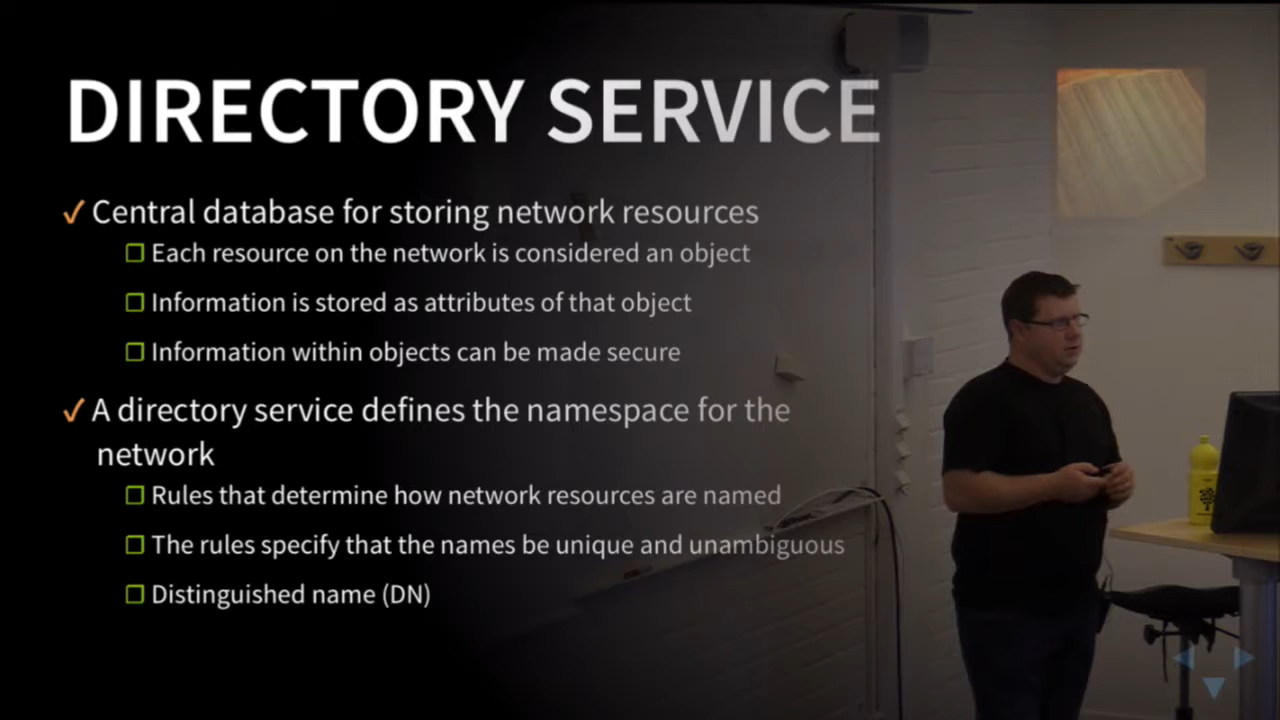 DIRECTORY SERVICE
Central database for storing network resources
Each resource on the network is considered an object
Information is stored as attributes of that object
Information within objects can be made secure
A directory service defines the namespace for the
network
Rules that determine how network resources are named
The rules specify that the names be unique and unambiguous
Distinguished name (DN)